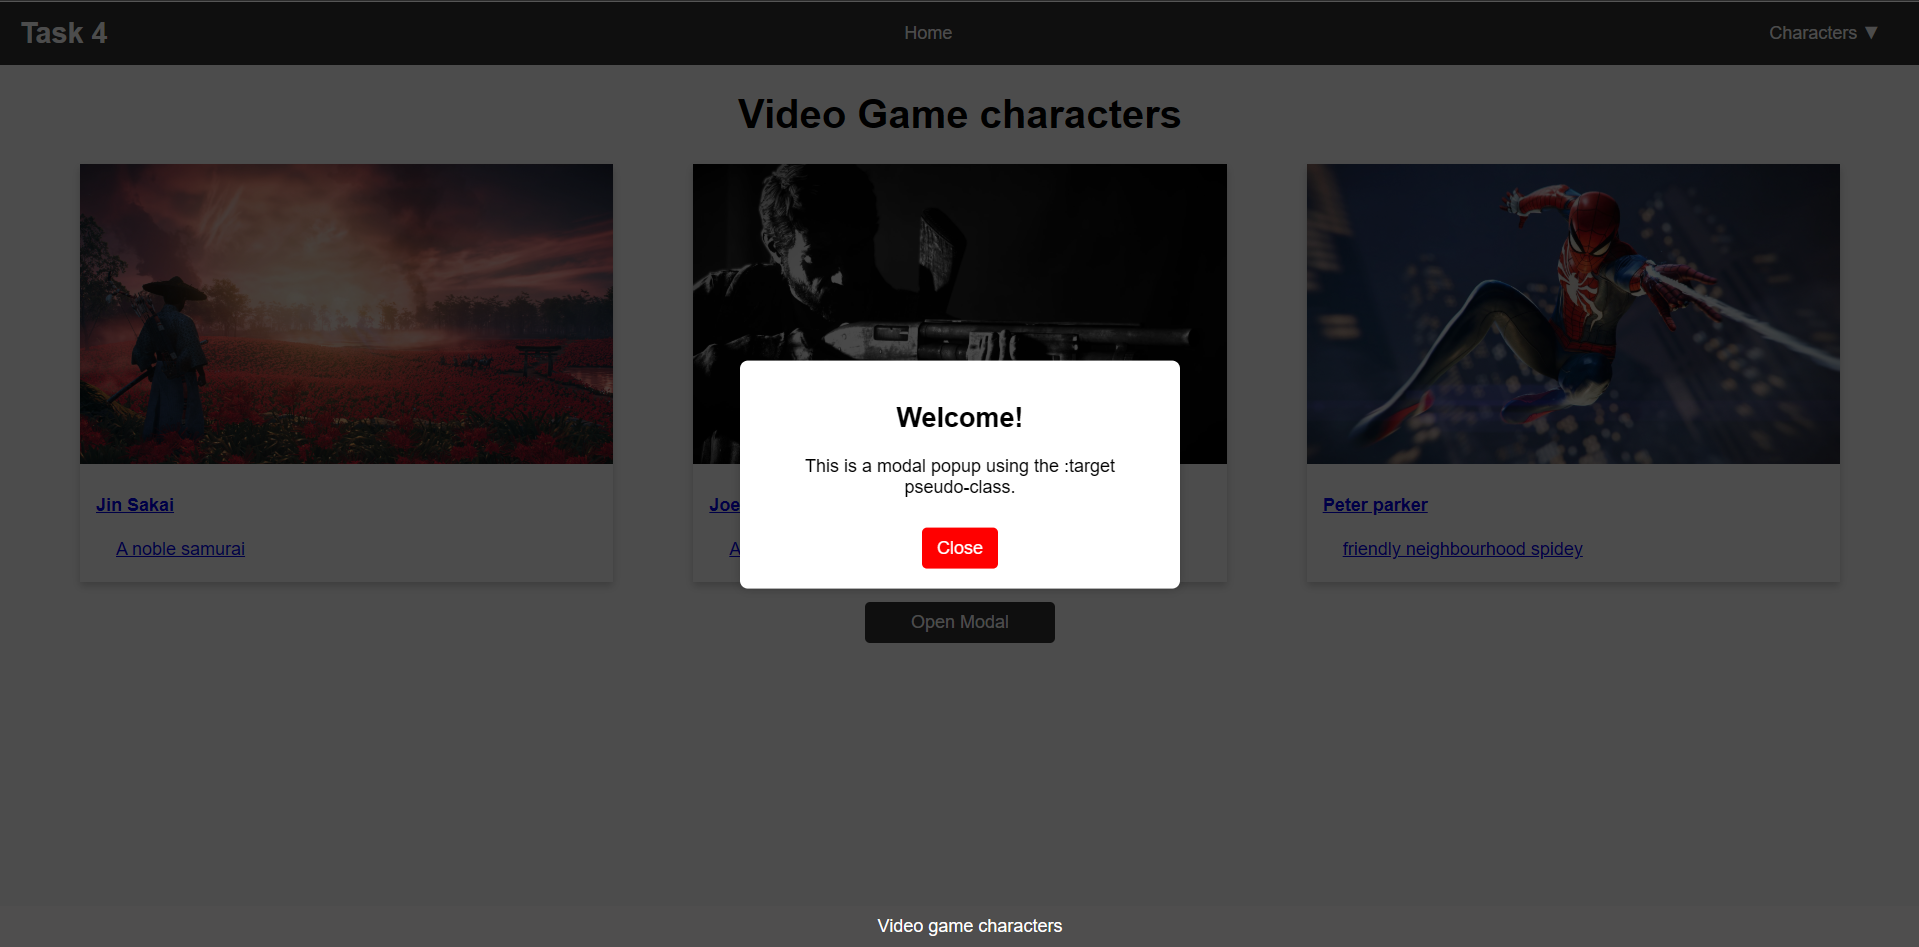 Task 4
Home
Characters ▼
Video Game characters
Jin Sakai
A noble samurai
Joe
A
Peter parker
friendly neighbourhood spidey
Welcome!
This is a modal popup using the :target
pseudo-class.
Close
Open Modal
Video game characters